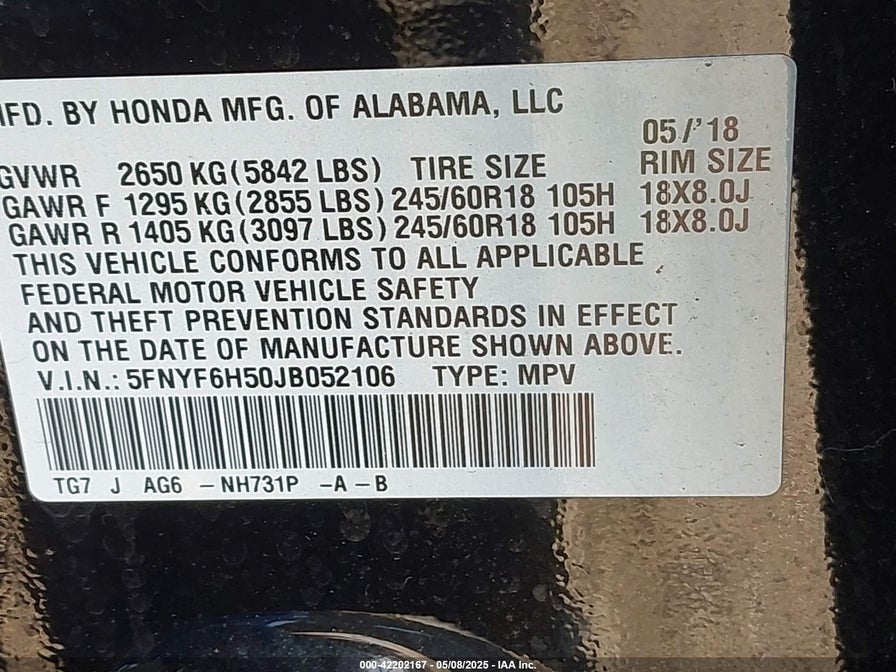 MFD. BY HONDA MFG. OF ALABAMA, LLC
05/'18
GVWR 2650 KG (5842 LBS) TIRE SIZE RIM SIZE
GAWR F 1295 KG (2855 LBS) 245/60R18 105H 18X8.0J
GAWR R 1405 KG (3097 LBS) 245/60R18 105H 18X8.0J
THIS VEHICLE CONFORMS TO ALL APPLICABLE
FEDERAL MOTOR VEHICLE SAFETY
AND THEFT PREVENTION STANDARDS IN EFFECT
ON THE DATE OF MANUFACTURE SHOWN ABOVE.
V.I.N.: 5FNYF6H50JB052106 TYPE: MPV
TG7 J AG6 -NH731P -A-B
000-42202167 - 05/08/2025 - IAA Inc.